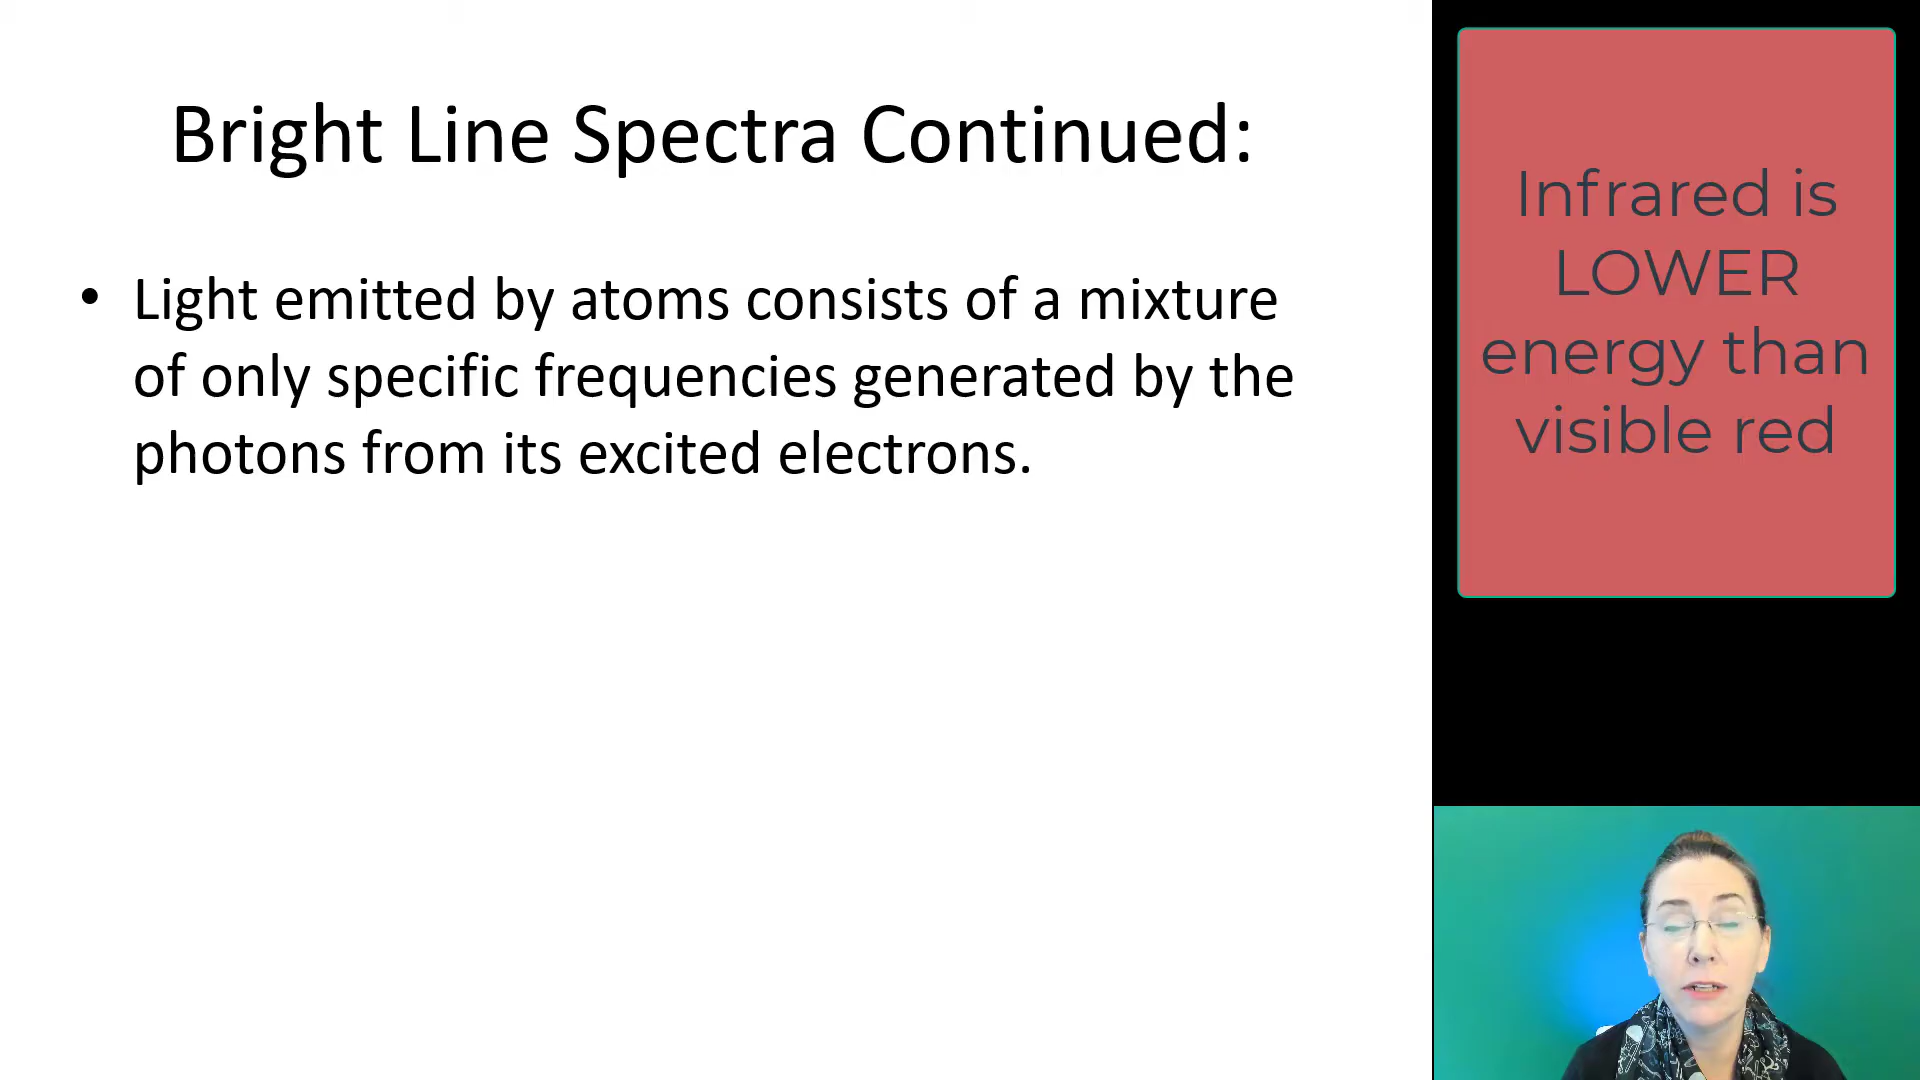 Bright Line Spectra Continued:
• Light emitted by atoms consists of a mixture
of only specific frequencies generated by the
photons from its excited electrons.
Infrared is
LOWER
energy than
visible red